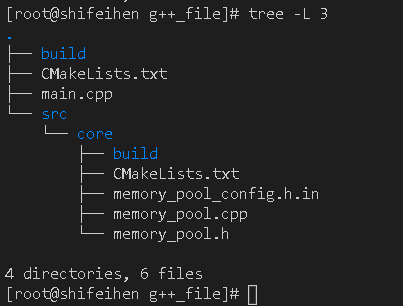 [root@shifeihen g++_file]# tree -L 3
.
├── build
├── CMakeLists.txt
├── main.cpp
└── src
    └── core
        ├── build
        ├── CMakeLists.txt
        ├── memory_pool_config.h.in
        ├── memory_pool.cpp
        └── memory_pool.h

4 directories, 6 files
[root@shifeihen g++_file]#